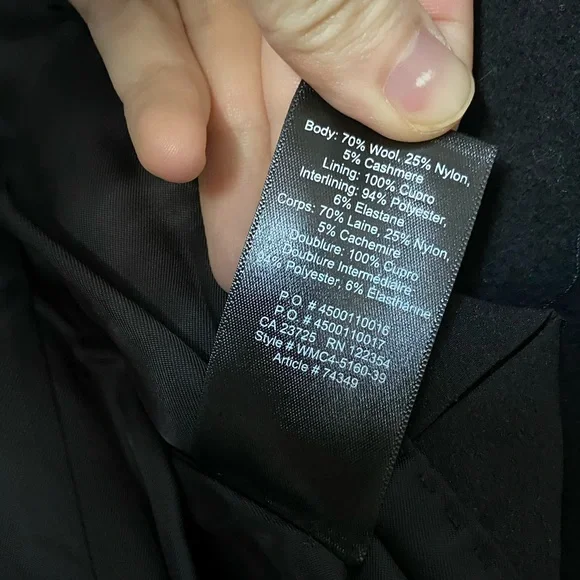 Body: 70% Wool, 25% Nylon,
5% Cashmere
Lining: 100% Cupro
Interlining: 94% Polyester,
6% Elastane
Corps: 70% Laine, 25% Nylon,
5% Cachemire
Doublure: 100% Cupro
Doublure Intermédiaire
Polyester, 6% Élasthanne
P.O. # 4500110016
P.O. # 4500110017
CA 23725 RN 122354
Style # WMC4-5160-39
Article # 74349